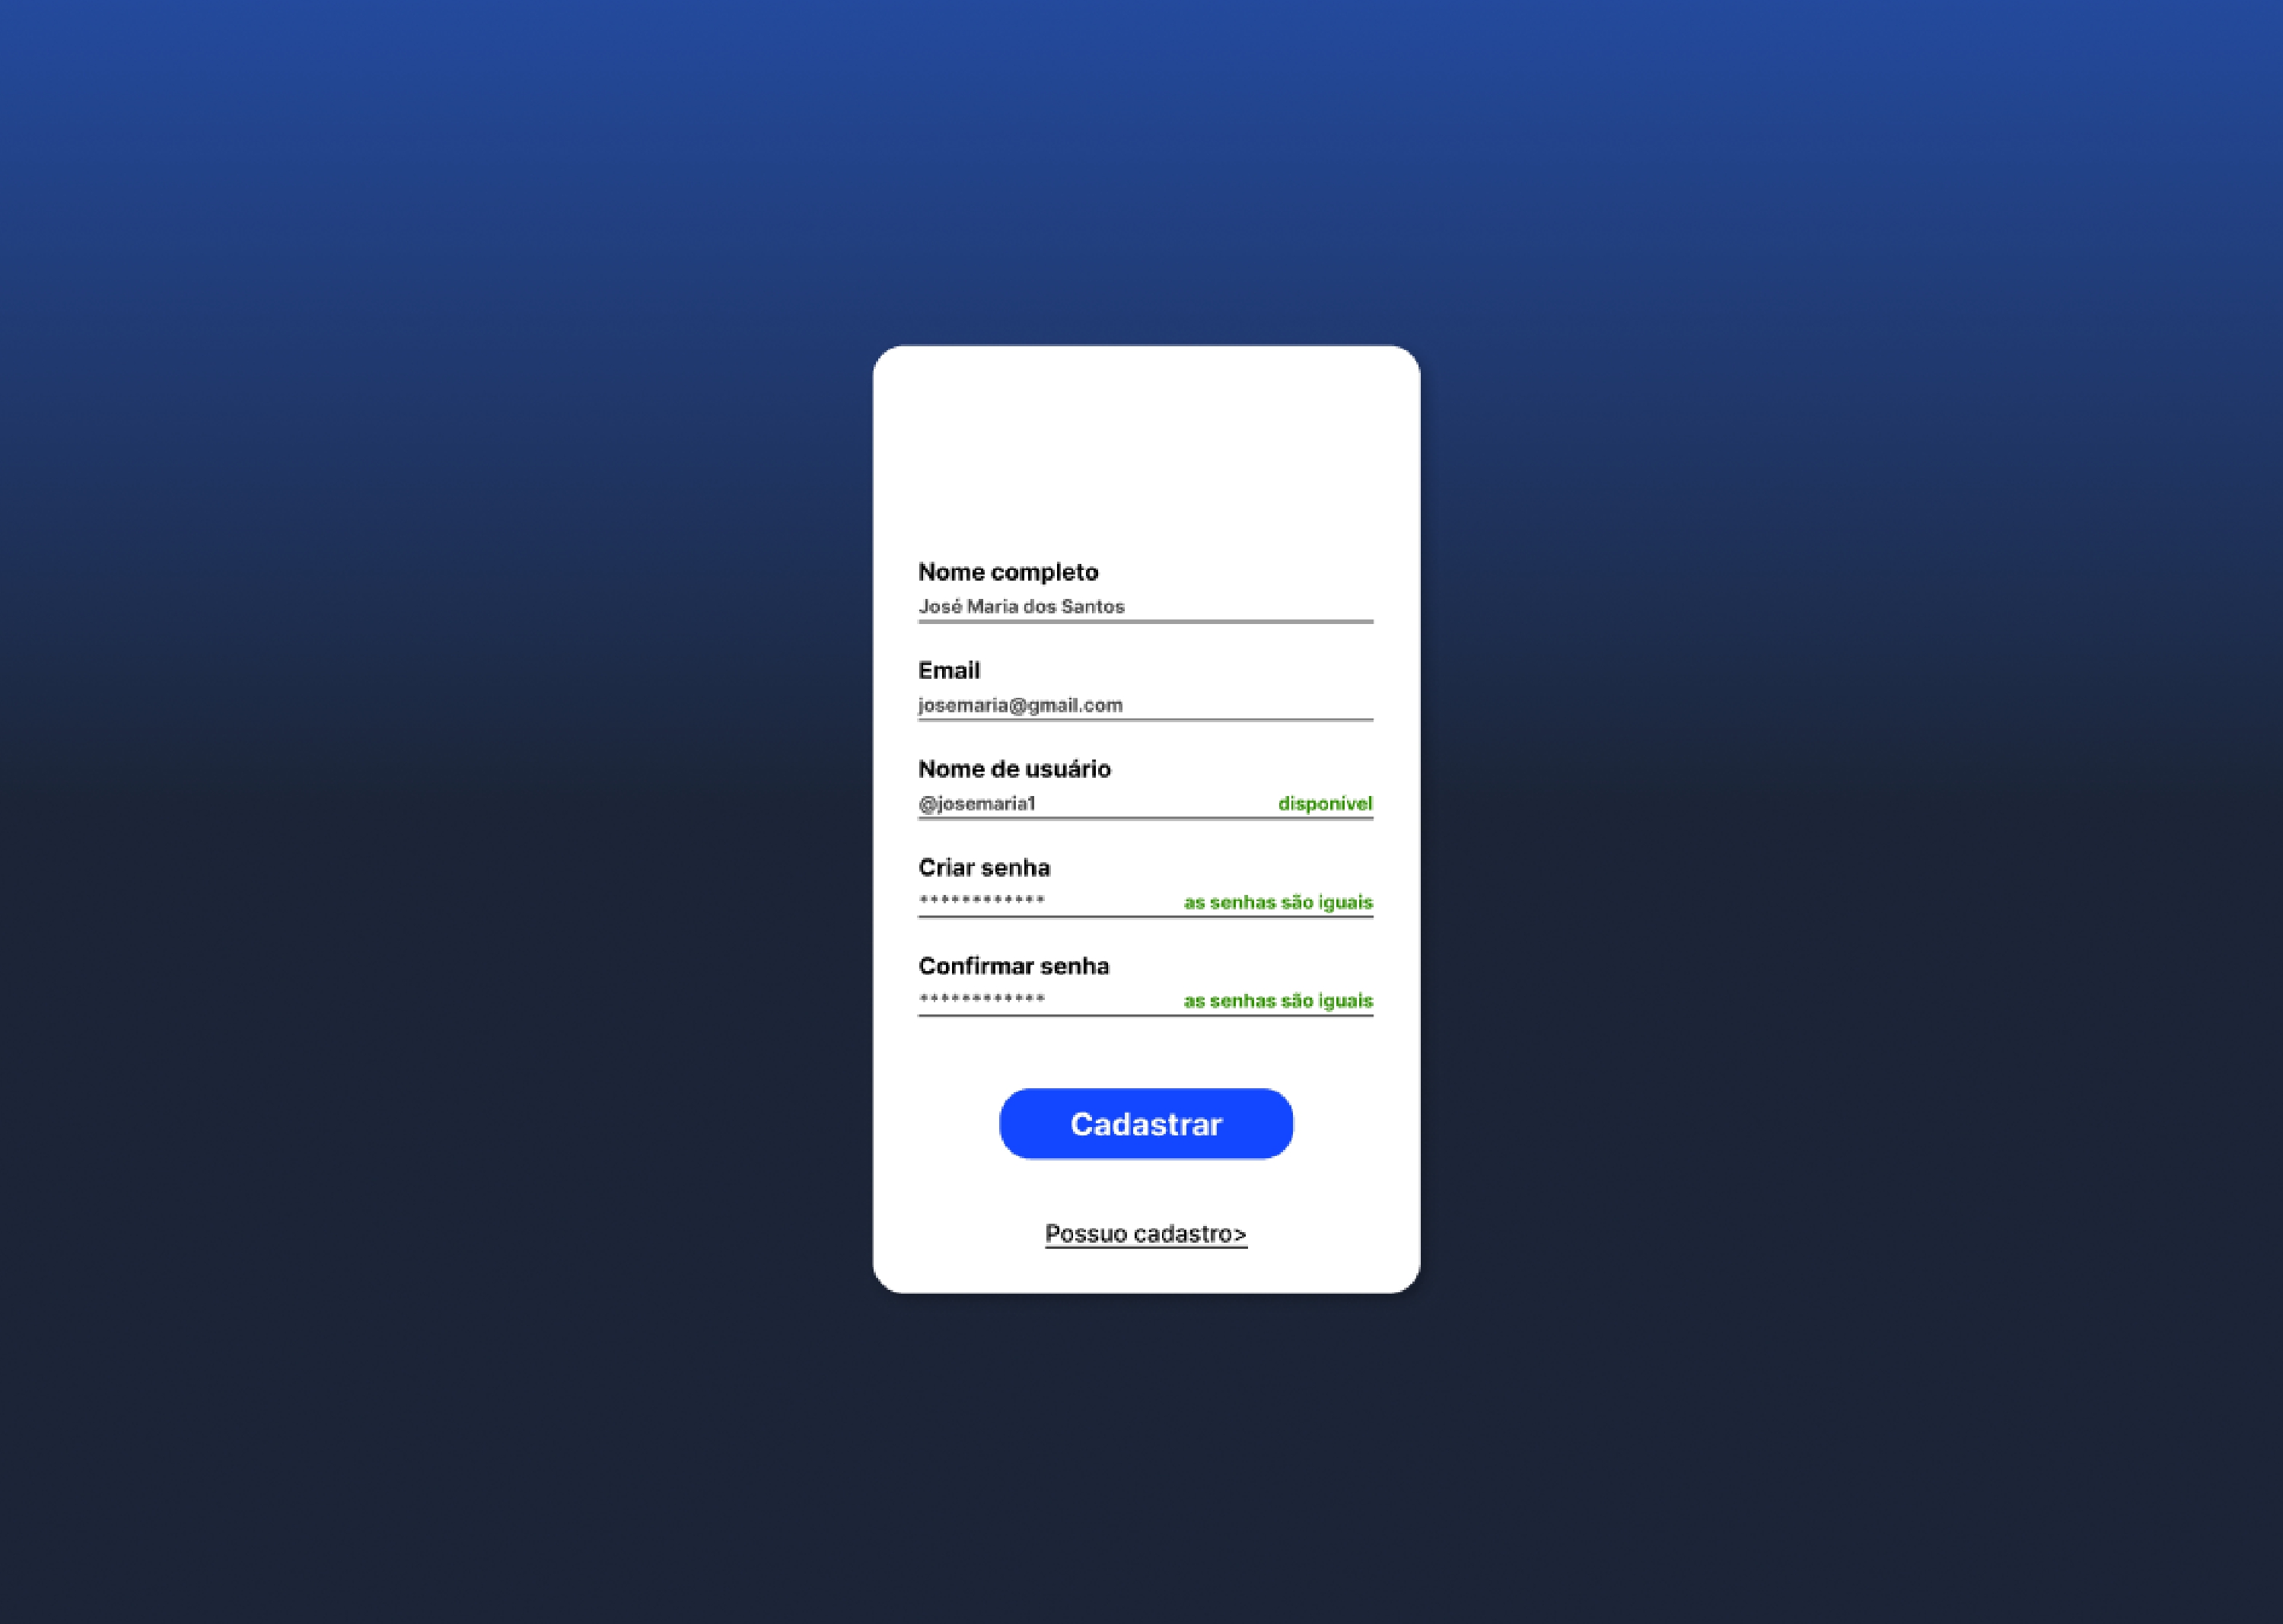 Nome completo
José Maria dos Santos
Email
josemaria@gmail.com
Nome de usuário
@josemaria1 disponível
Criar senha
************ as senhas são iguais
Confirmar senha
************ as senhas são iguais
Cadastrar
Possuo cadastro>